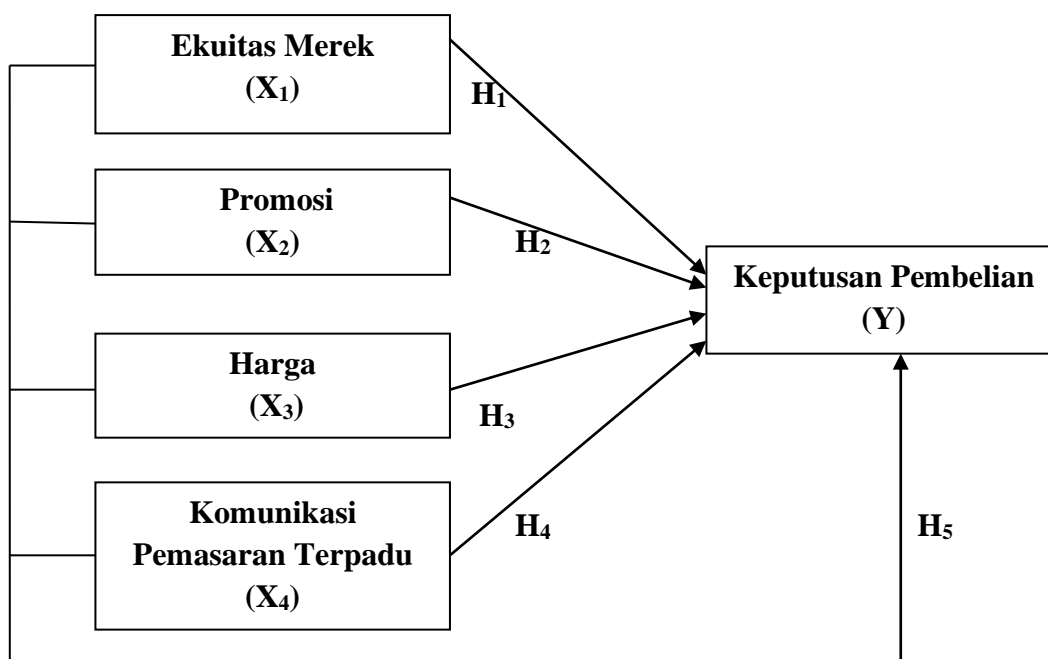 Ekuitas Merek
(X₁)
H₁
Promosi
(X₂)
H₂
Keputusan Pembelian
(Y)
Harga
(X₃)
H₃
Komunikasi
Pemasaran Terpadu
(X₄)
H₄
H₅